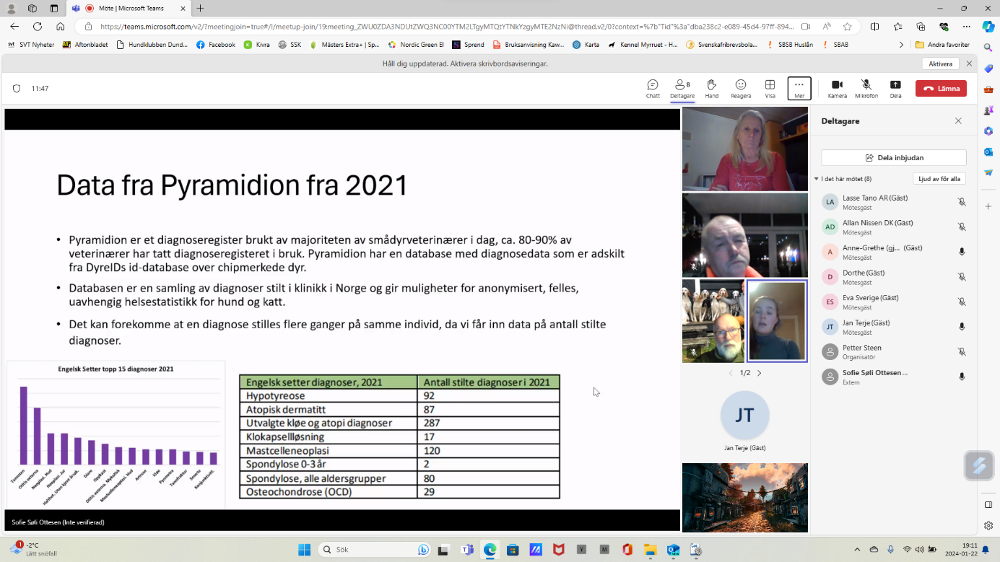 Möte | Microsoft Teams
https://teams.microsoft.com/v2/?meetingjoin=true#/l/meetup-join/19:meeting_ZWU0ZDA3NDUtZWQ3NC00YTM2LTgyMTQtYTNkYzgyMTE2NzNi@thread.v2/0?context=%7b"Tid"%3a"dba238c2-e089-45d4-97ff-894...
SVT Nyheter
Aftonbladet
Hundklubben Dund...
Facebook
Kivra
SSK
Mästers Extra+ | Sp...
Nordic Green El
Sprend
Bruksanvisning Kaw...
Karta
Kennel Myrruet - H...
Svenskafribrevsbola...
SBSB Huslån
SBAB
Andra favoriter
Håll dig uppdaterad. Aktivera skrivbordsaviseringar.
Aktivera
11:47
Chatt
8
Deltagare
Hand
Reagera
Visa
Mer
Kamera
Mikrofon
Dela
Lämna
Data fra Pyramidion fra 2021
• Pyramidion er et diagnoseregister brukt av majoriteten av smådyrveterinærer i dag, ca. 80-90% av
veterinærer har tatt diagnoseregisteret i bruk. Pyramidion har en database med diagnosedata som er adskilt
fra DyreIDs id-database over chipmerkede dyr.
• Databasen er en samling av diagnoser stilt i klinikk i Norge og gir muligheter for anonymisert, felles,
uavhengig helsestatistikk for hund og katt.
• Det kan forekomme at en diagnose stilles flere ganger på samme individ, da vi får inn data på antall stilte
diagnoser.
Engelsk Setter topp 15 diagnoser 2021
Tannsten
Otitis externa
Neoplasi. Hud
Neoplasi. Jur
Halthet. Uten kjent årsak.
Diare
Oppkast
Otitis externa. Mykotisk
Mastcelleneoplasi. Hud
Artrose
Kløe
Pyometra
Tannfraktur
Smerte
Konjunktivitt.
Engelsk setter diagnoser, 2021 Antall stilte diagnoser i 2021
Hypotyreose 92
Atopisk dermatitt 87
Utvalgte kløe og atopi diagnoser 287
Klokapselløsning 17
Mastcelleneoplasi 120
Spondylose 0-3 år 2
Spondylose, alle aldersgrupper 80
Osteochondrose (OCD) 29
Sofie Søli Ottesen (Inte verifierad)
1/2
JT
Jan Terje (Gäst)
Deltagare
Dela inbjudan
I det här mötet (8)
Ljud av för alla
LA
Lasse Tano AR (Gäst)
Mötesgäst
AD
Allan Nissen DK (Gäst)
Mötesgäst
A
Anne-Grethe (gj... (Gäst)
Mötesgäst
D
Dorthe (Gäst)
Mötesgäst
ES
Eva Sverige (Gäst)
Mötesgäst
JT
Jan Terje (Gäst)
Mötesgäst
Petter Steen
Organisatör
Sofie Søli Ottesen ...
Extern
1
-2°C
Lätt snöfall
Sök
19:11
2024-01-22